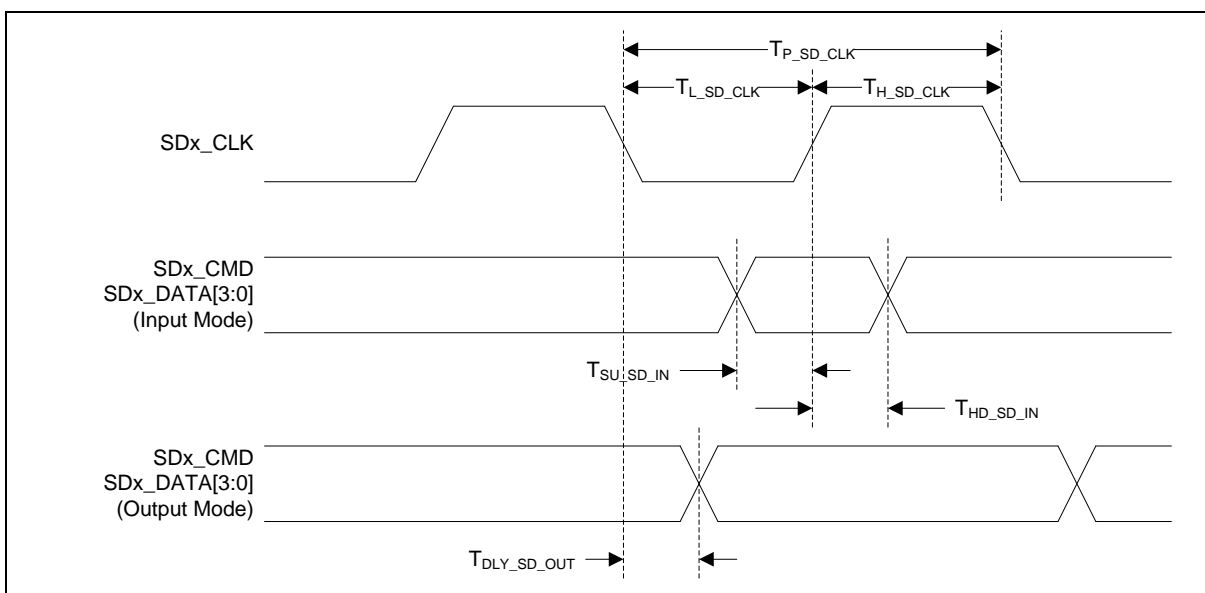 T_P_SD_CLK
T_L_SD_CLK
T_H_SD_CLK
SDx_CLK
SDx_CMD
SDx_DATA[3:0]
(Input Mode)
T_SU_SD_IN
T_HD_SD_IN
SDx_CMD
SDx_DATA[3:0]
(Output Mode)
T_DLY_SD_OUT